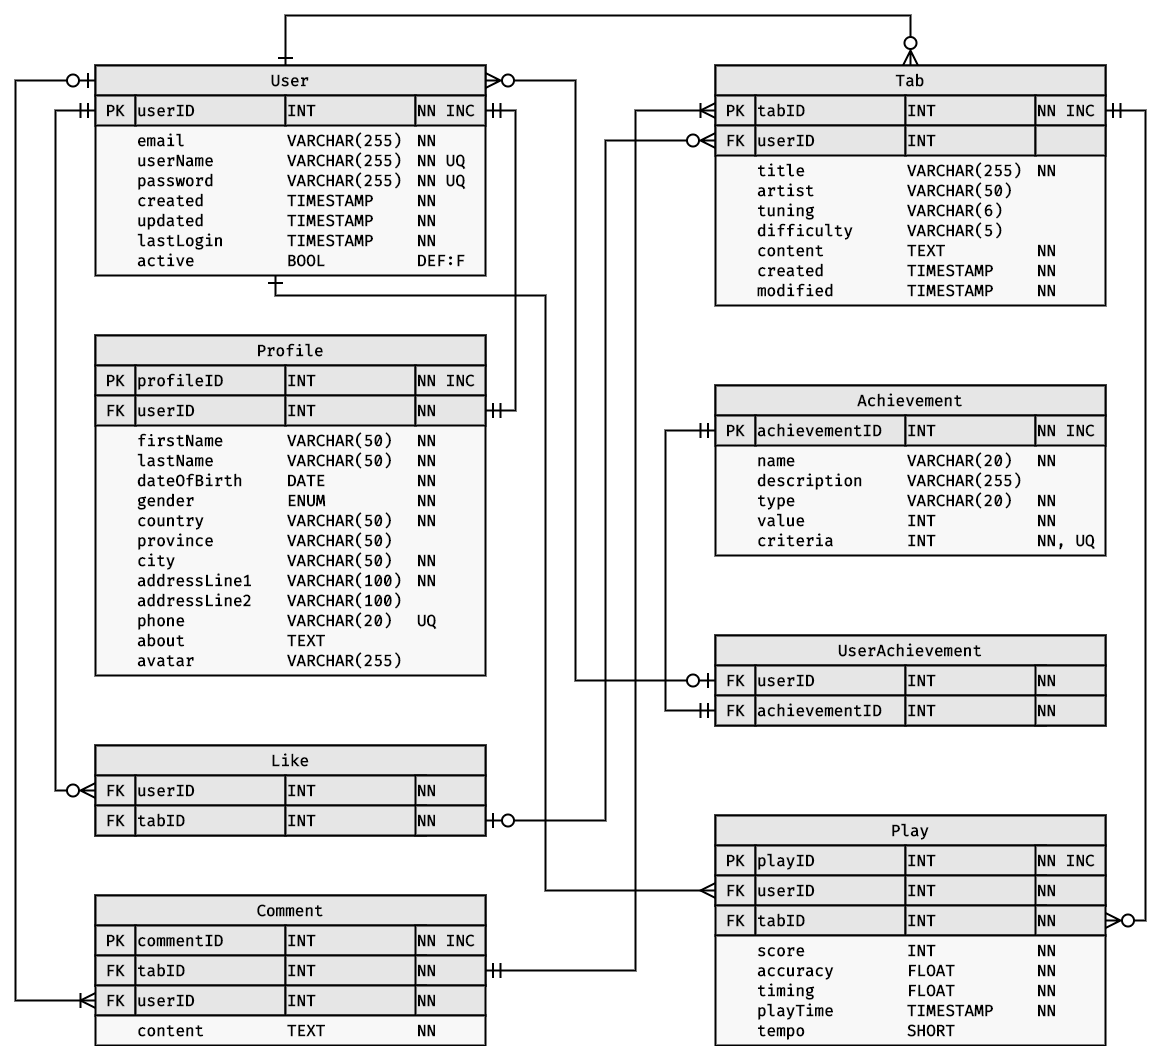 User
PK userID INT NN INC
email VARCHAR(255) NN
userName VARCHAR(255) NN UQ
password VARCHAR(255) NN UQ
created TIMESTAMP NN
updated TIMESTAMP NN
lastLogin TIMESTAMP NN
active BOOL DEF:F
Profile
PK profileID INT NN INC
FK userID INT NN
firstName VARCHAR(50) NN
lastName VARCHAR(50) NN
dateOfBirth DATE NN
gender ENUM NN
country VARCHAR(50) NN
province VARCHAR(50)
city VARCHAR(50) NN
addressLine1 VARCHAR(100) NN
addressLine2 VARCHAR(100)
phone VARCHAR(20) UQ
about TEXT
avatar VARCHAR(255)
Like
FK userID INT NN
FK tabID INT NN
Comment
PK commentID INT NN INC
FK tabID INT NN
FK userID INT NN
content TEXT NN
Tab
PK tabID INT NN INC
FK userID INT
title VARCHAR(255) NN
artist VARCHAR(50)
tuning VARCHAR(6)
difficulty VARCHAR(5)
content TEXT NN
created TIMESTAMP NN
modified TIMESTAMP NN
Achievement
PK achievementID INT NN INC
name VARCHAR(20) NN
description VARCHAR(255)
type VARCHAR(20) NN
value INT NN
criteria INT NN, UQ
UserAchievement
FK userID INT NN
FK achievementID INT NN
Play
PK playID INT NN INC
FK userID INT NN
FK tabID INT NN
score INT NN
accuracy FLOAT NN
timing FLOAT NN
playTime TIMESTAMP NN
tempo SHORT